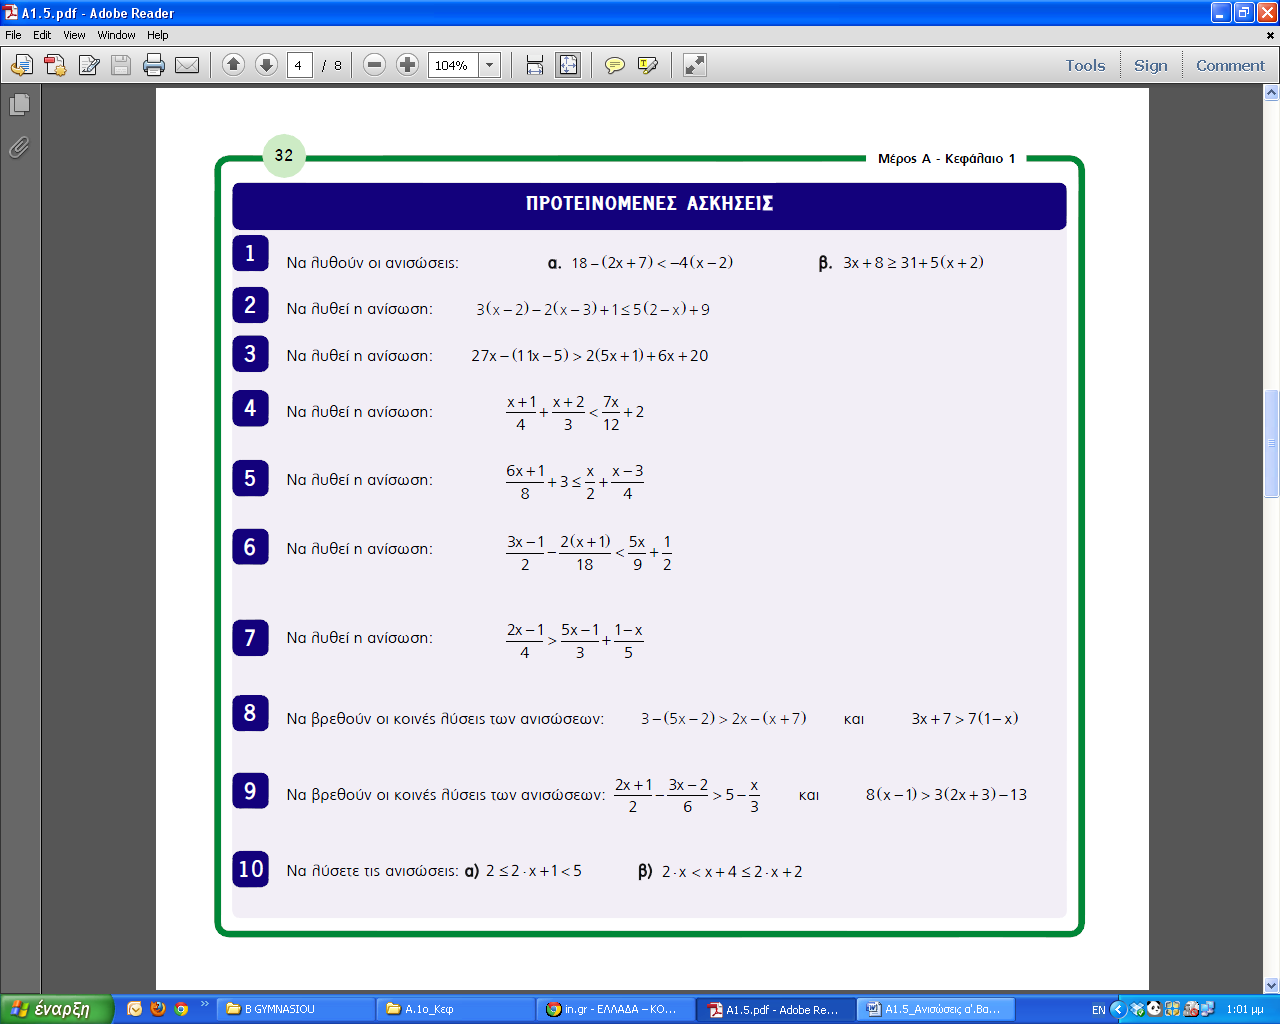 A1.5.pdf - Adobe Reader
File Edit View Window Help
4 / 8 104% Tools Sign Comment
32
Μέρος Α - Κεφάλαιο 1
ΠΡΟΤΕΙΝΟΜΕΝΕΣ ΑΣΚΗΣΕΙΣ
1 Να λυθούν οι ανισώσεις: α. 18 – (2x + 7) < –4(x – 2) β. 3x + 8 ≥ 31 + 5(x + 2)
2 Να λυθεί η ανίσωση: 3(x – 2) – 2(x – 3) + 1 ≤ 5(2 – x) + 9
3 Να λυθεί η ανίσωση: 27x – (11x – 5) > 2(5x + 1) + 6x + 20
4 Να λυθεί η ανίσωση: (x + 1)/4 + (x + 2)/3 < 7x/12 + 2
5 Να λυθεί η ανίσωση: (6x + 1)/8 + 3 ≤ x/2 + (x – 3)/4
6 Να λυθεί η ανίσωση: (3x – 1)/2 – 2(x + 1)/18 < 5x/9 + 1/2
7 Να λυθεί η ανίσωση: (2x – 1)/4 > (5x – 1)/3 + (1 – x)/5
8 Να βρεθούν οι κοινές λύσεις των ανισώσεων: 3 – (5x – 2) > 2x – (x + 7) και 3x + 7 > 7(1 – x)
9 Να βρεθούν οι κοινές λύσεις των ανισώσεων: (2x + 1)/2 – (3x – 2)/6 > 5 – x/3 και 8(x – 1) > 3(2x + 3) – 13
10 Να λύσετε τις ανισώσεις: α) 2 ≤ 2 · x + 1 < 5 β) 2 · x < x + 4 ≤ 2 · x + 2
έναρξη B GYMNASIOU A.1ο_Κεφ in.gr - ΕΛΛΑΔΑ – ΚΟ... A1.5.pdf - Adobe Re... A1.5_Ανισώσεις α'.Βα... EN 1:01 μμ